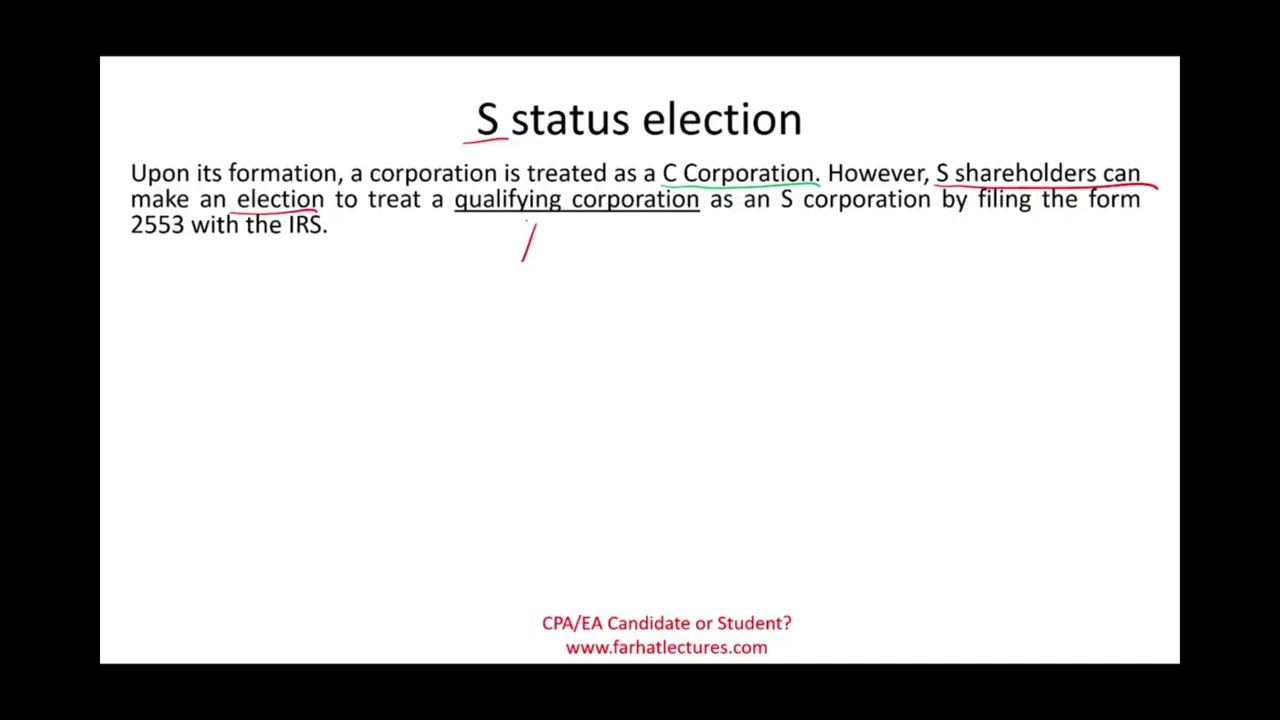 S status election
Upon its formation, a corporation is treated as a C Corporation. However, S shareholders can
make an election to treat a qualifying corporation as an S corporation by filing the form
2553 with the IRS.
CPA/EA Candidate or Student?
www.farhatlectures.com